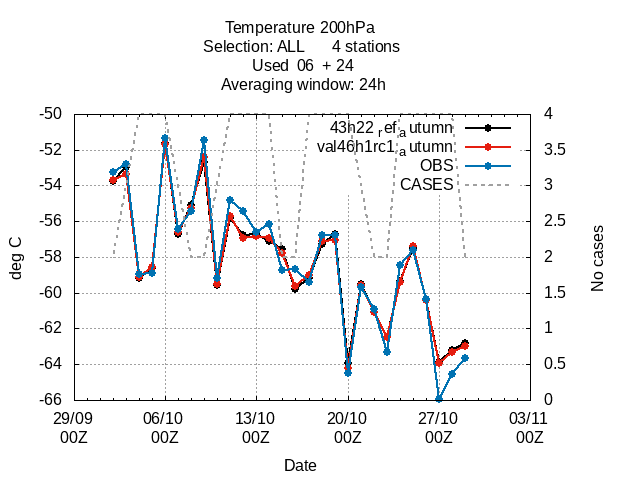 Temperature 200hPa
Selection: ALL 4 stations
Used 06 + 24
Averaging window: 24h
-50
-52
-54
-56
-58
-60
-62
-64
-66
deg C
43h22_ref_autumn
val46h1rc1_autumn
OBS
CASES
4
3.5
3
2.5
2
1.5
1
0.5
0
No cases
29/09 06/10 13/10 20/10 27/10 03/11
00Z 00Z 00Z 00Z 00Z 00Z
Date